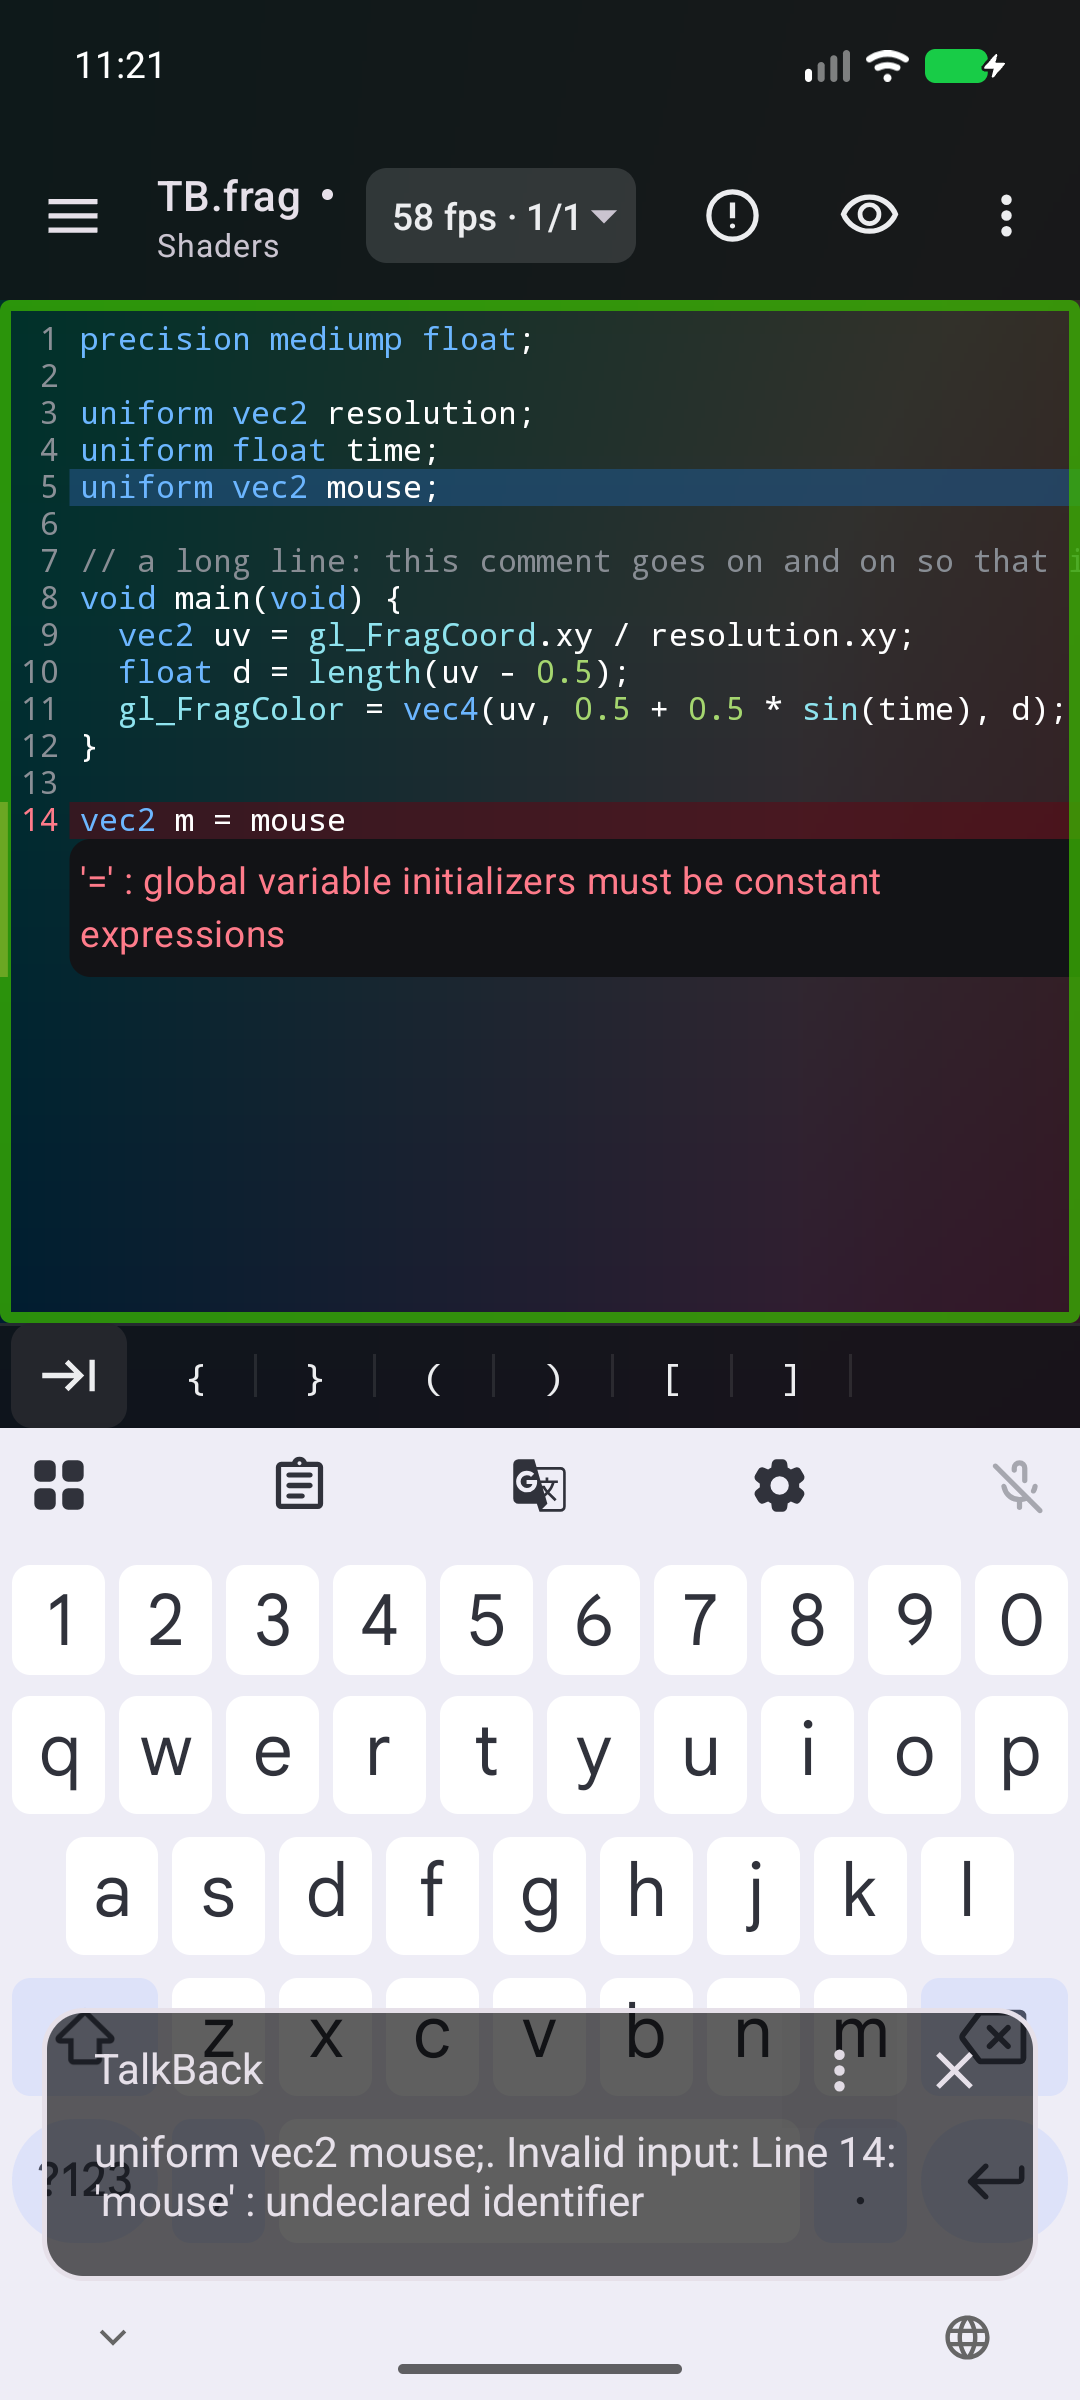 11:21
TB.frag •
Shaders
58 fps · 1/1
1 precision mediump float;
2
3 uniform vec2 resolution;
4 uniform float time;
5 uniform vec2 mouse;
6
7 // a long line: this comment goes on and on so that i
8 void main(void) {
9 vec2 uv = gl_FragCoord.xy / resolution.xy;
10 float d = length(uv - 0.5);
11 gl_FragColor = vec4(uv, 0.5 + 0.5 * sin(time), d);
12 }
13
14 vec2 m = mouse
'=' : global variable initializers must be constant
expressions
{ } ( ) [ ]
1 2 3 4 5 6 7 8 9 0
q w e r t y u i o p
a s d f g h j k l
z x c v b n m
TalkBack
?123 .
uniform vec2 mouse;. Invalid input: Line 14:
'mouse' : undeclared identifier